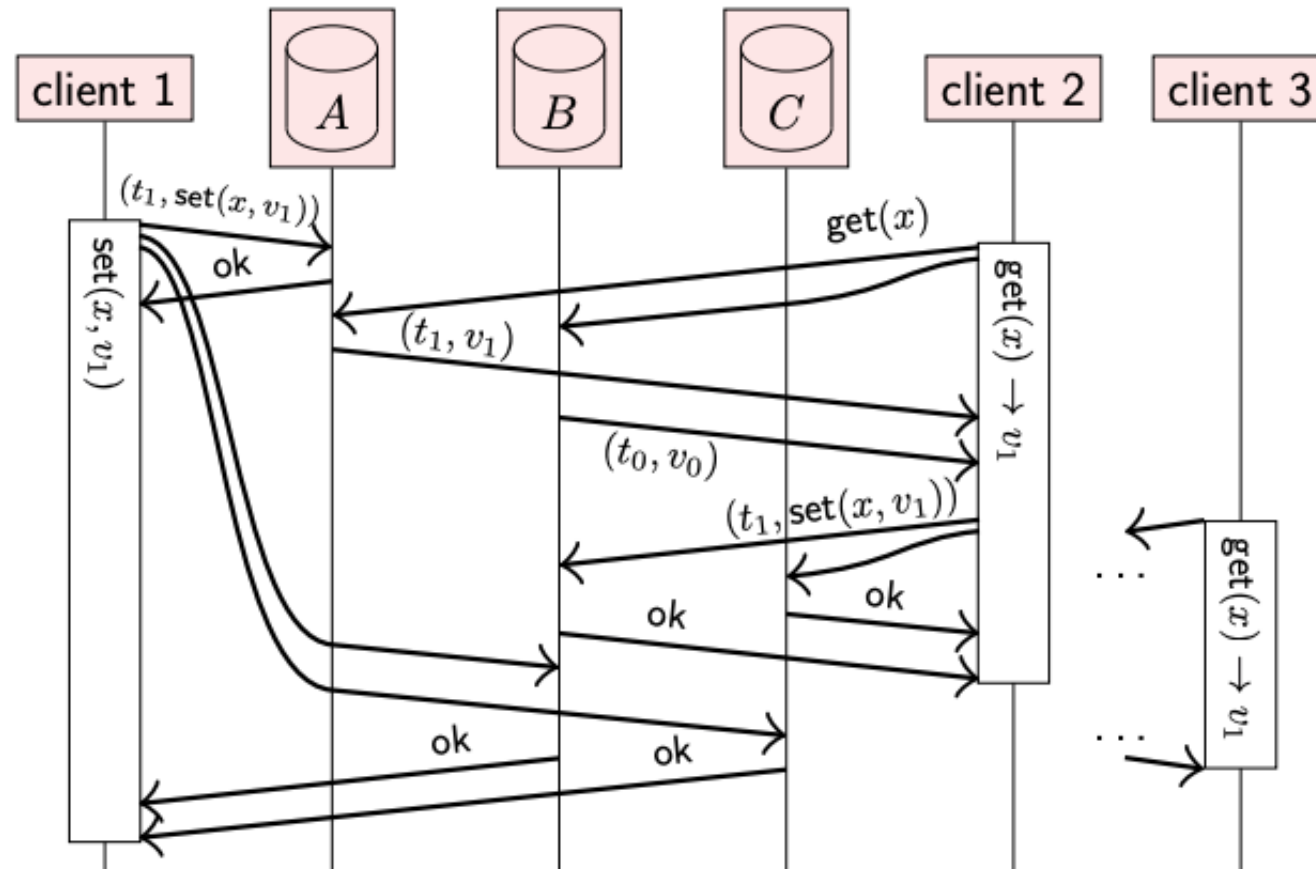 client 1
A
B
C
client 2
client 3
(t₁, set(x, v₁))
get(x)
ok
set(x, v₁)
get(x) → v₁
(t₁, v₁)
(t₀, v₀)
(t₁, set(x, v₁))
...
get(x) → v₁
ok
ok
...
ok
ok